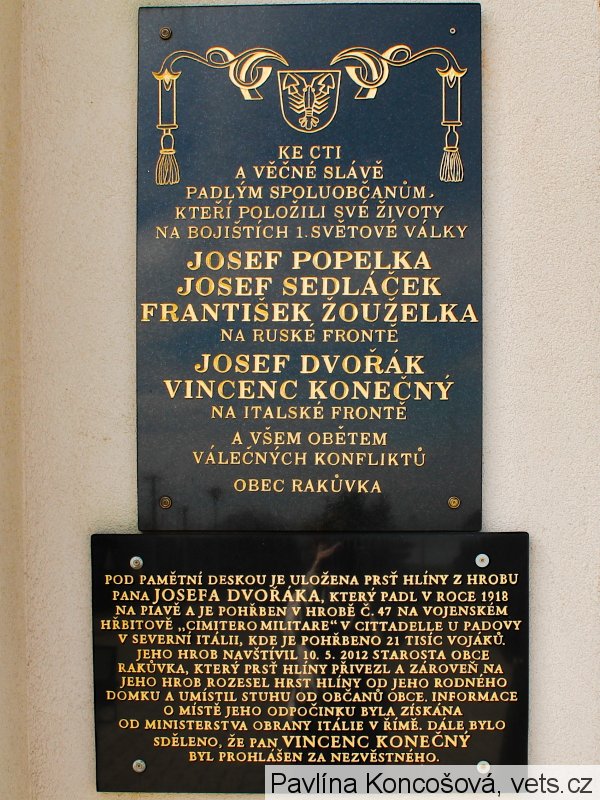 KE CTI
A VĚČNÉ SLÁVĚ
PADLÝM SPOLUOBČANŮM,
KTEŘÍ POLOŽILI SVÉ ŽIVOTY
NA BOJIŠTÍCH 1. SVĚTOVÉ VÁLKY
JOSEF POPELKA
JOSEF SEDLÁČEK
FRANTIŠEK ŽOUŽELKA
NA RUSKÉ FRONTĚ
JOSEF DVOŘÁK
VINCENC KONEČNÝ
NA ITALSKÉ FRONTĚ
A VŠEM OBĚTEM
VÁLEČNÝCH KONFLIKTŮ
OBEC RAKŮVKA
POD PAMĚTNÍ DESKOU JE ULOŽENA PRSŤ HLÍNY Z HROBU
PANA JOSEFA DVOŘÁKA, KTERÝ PADL V ROCE 1918
NA PIAVĚ A JE POHŘBEN V HROBĚ Č. 47 NA VOJENSKÉM
HŘBITOVĚ „CIMITERO MILITARE" V CITTADELLE U PADOVY
V SEVERNÍ ITÁLII, KDE JE POHŘBENO 21 TISÍC VOJÁKŮ.
JEHO HROB NAVŠTÍVIL 10. 5. 2012 STAROSTA OBCE
RAKŮVKA, KTERÝ PRSŤ HLÍNY PŘIVEZL A ZÁROVEŇ NA
JEHO HROB ROZESEL HRST HLÍNY OD JEHO RODNÉHO
DOMKU A UMÍSTIL STUHU OD OBČANŮ OBCE. INFORMACE
O MÍSTĚ JEHO ODPOČINKU BYLA ZÍSKÁNA
OD MINISTERSTVA OBRANY ITÁLIE V ŘÍMĚ. DÁLE BYLO
SDĚLENO, ŽE PAN VINCENC KONEČNÝ
BYL PROHLÁŠEN ZA NEZVĚSTNÉHO.
Pavlína Koncošová, vets.cz